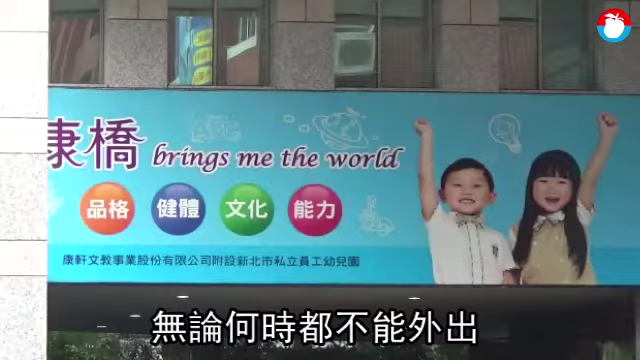 康橋 brings me the world
品格 健體 文化 能力
康軒文教事業股份有限公司附設新北市私立員工幼兒園
無論何時都不能外出